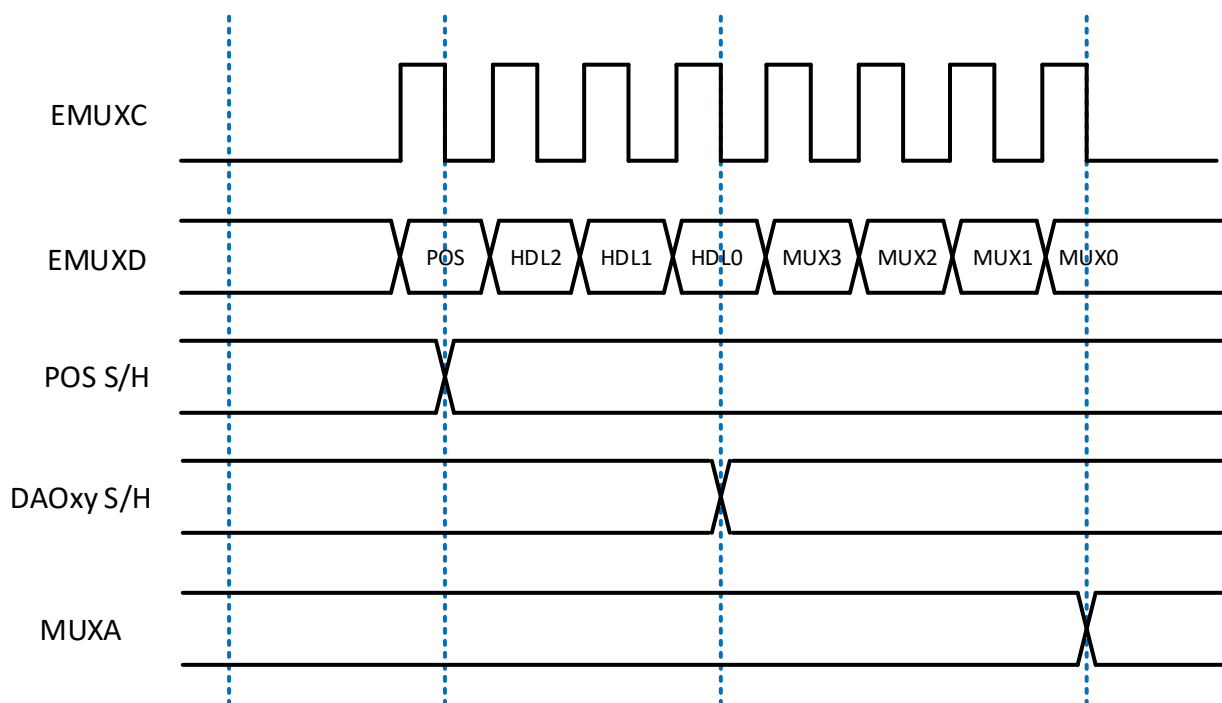 EMUXC
EMUXD
POS HDL2 HDL1 HDL0 MUX3 MUX2 MUX1 MUX0
POS S/H
DAOxy S/H
MUXA